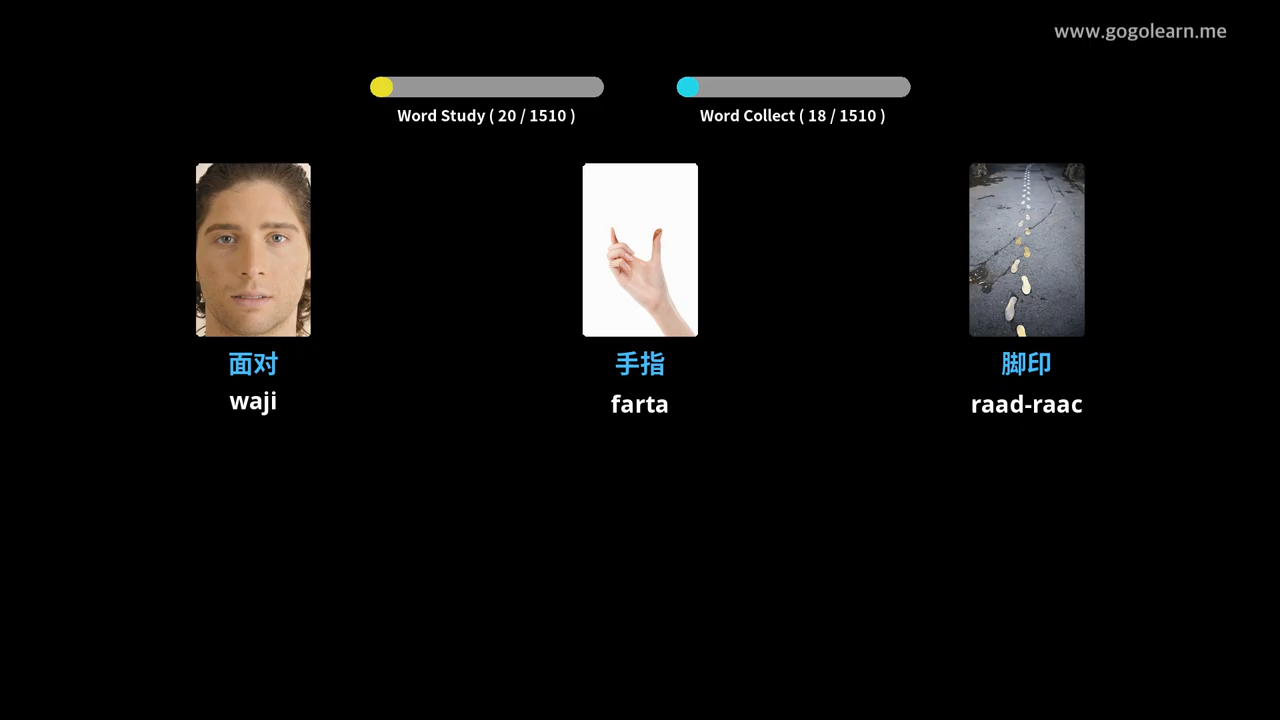 www.gogolearn.me
Word Study ( 20 / 1510 )
Word Collect ( 18 / 1510 )
面对
手指
脚印
waji
farta
raad-raac